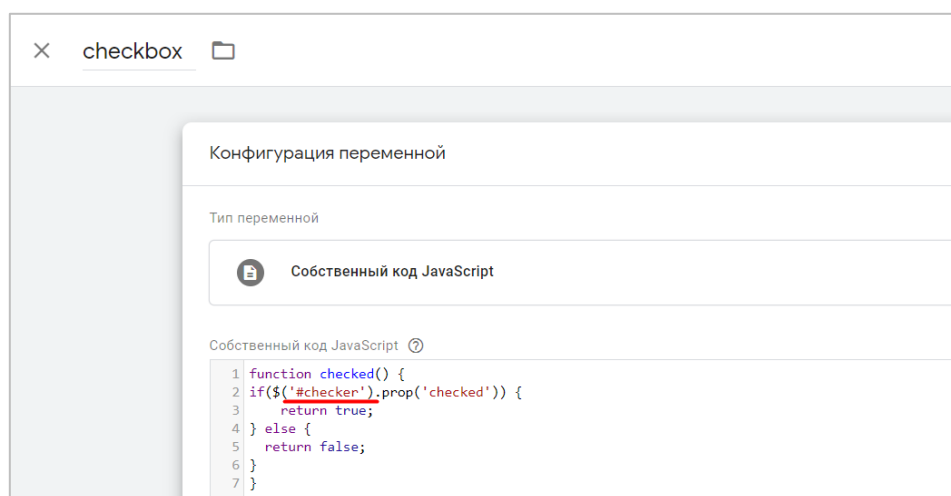 checkbox
Конфигурация переменной
Тип переменной
Собственный код JavaScript
Собственный код JavaScript
1 function checked() {
2 if($('#checker').prop('checked')) {
3     return true;
4 } else {
5   return false;
6 }
7 }